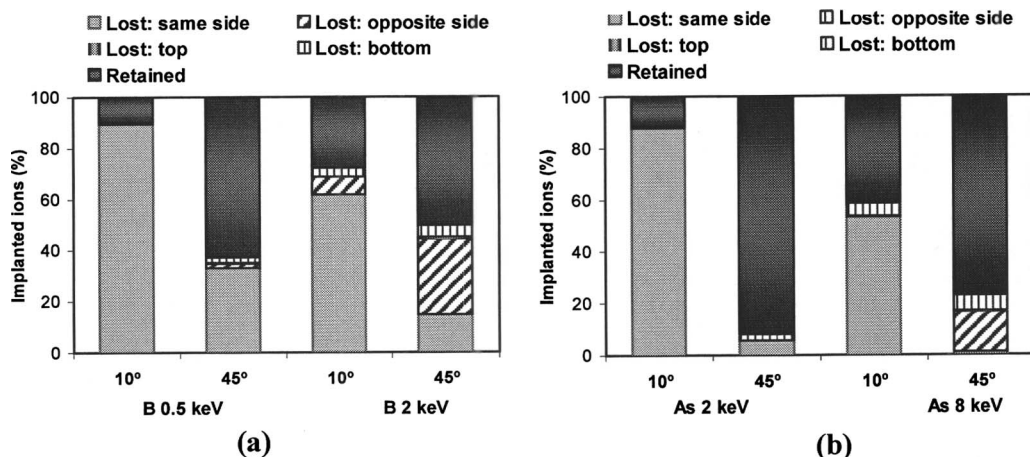 Lost: same side Lost: opposite side
Lost: top Lost: bottom
Retained
Implanted ions (%)
100
80
60
40
20
0
10º 45º 10º 45º
B 0.5 keV B 2 keV
(a)
Lost: same side Lost: opposite side
Lost: top Lost: bottom
Retained
Implanted ions (%)
100
80
60
40
20
0
10º 45º 10º 45º
As 2 keV As 8 keV
(b)